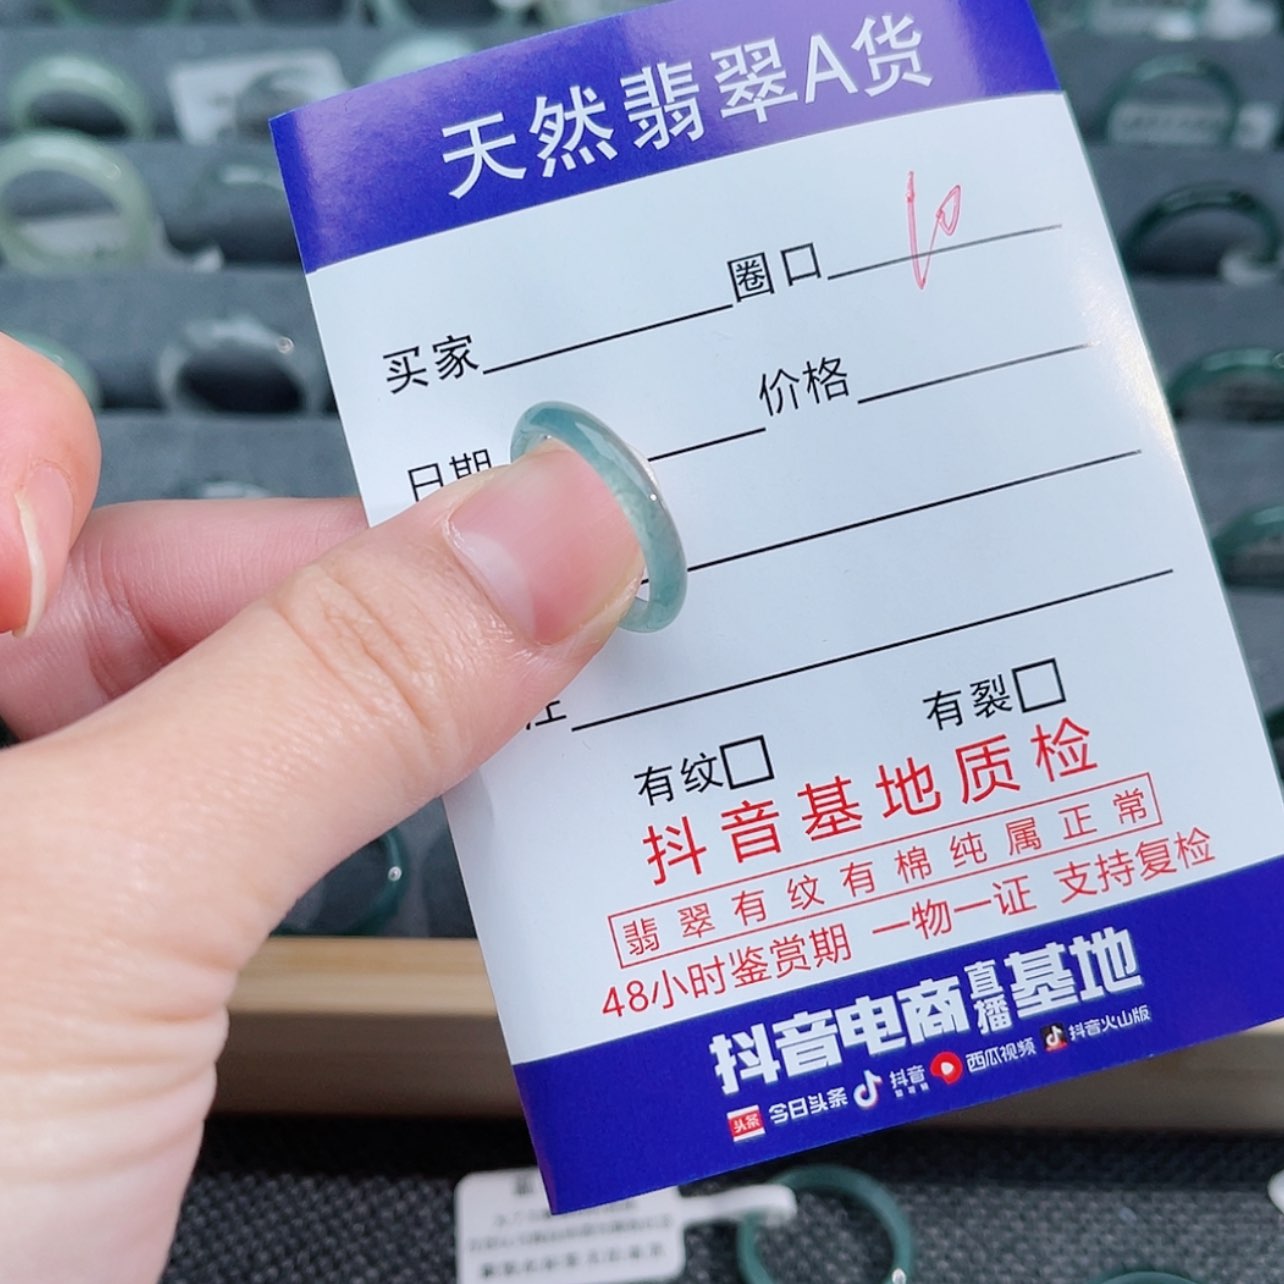 天然翡翠A货
买家 圈口 10
日期 价格
注
有纹□ 有裂□
抖音基地质检
翡翠有纹有棉纯属正常
48小时鉴赏期 一物一证 支持复检
抖音电商直播基地
头条 今日头条 抖音 西瓜视频 抖音火山版